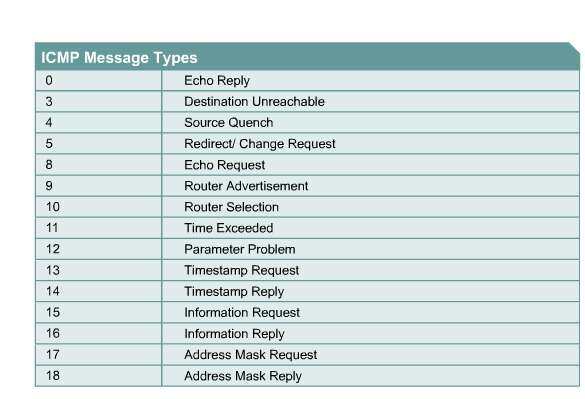 ICMP Message Types
0 Echo Reply
3 Destination Unreachable
4 Source Quench
5 Redirect/ Change Request
8 Echo Request
9 Router Advertisement
10 Router Selection
11 Time Exceeded
12 Parameter Problem
13 Timestamp Request
14 Timestamp Reply
15 Information Request
16 Information Reply
17 Address Mask Request
18 Address Mask Reply